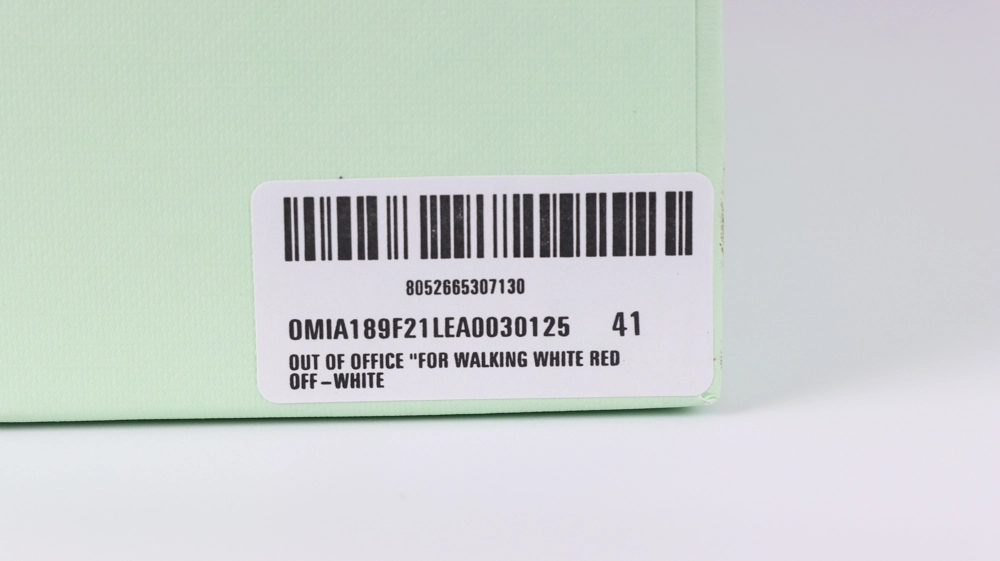 8052665307130
OMIA189F21LEA0030125 41
OUT OF OFFICE "FOR WALKING WHITE RED
OFF-WHITE